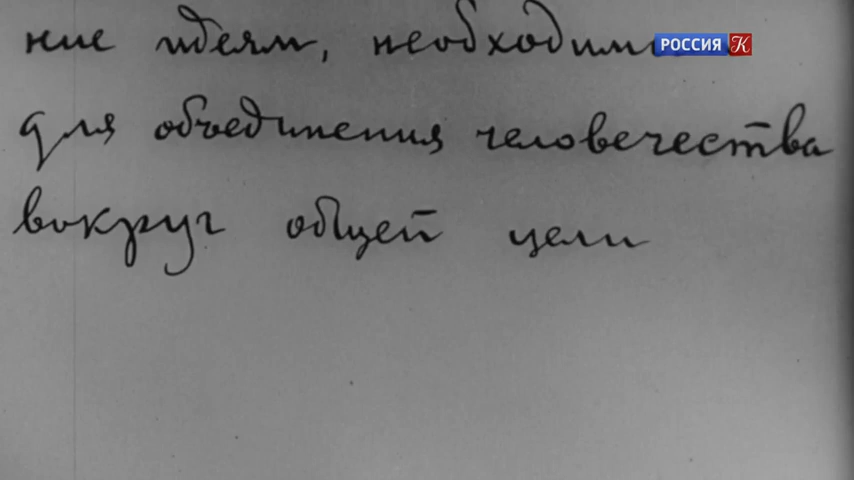 ние идеям, необходим
РОССИЯ К
для объединения человечества
вокруг общей цели